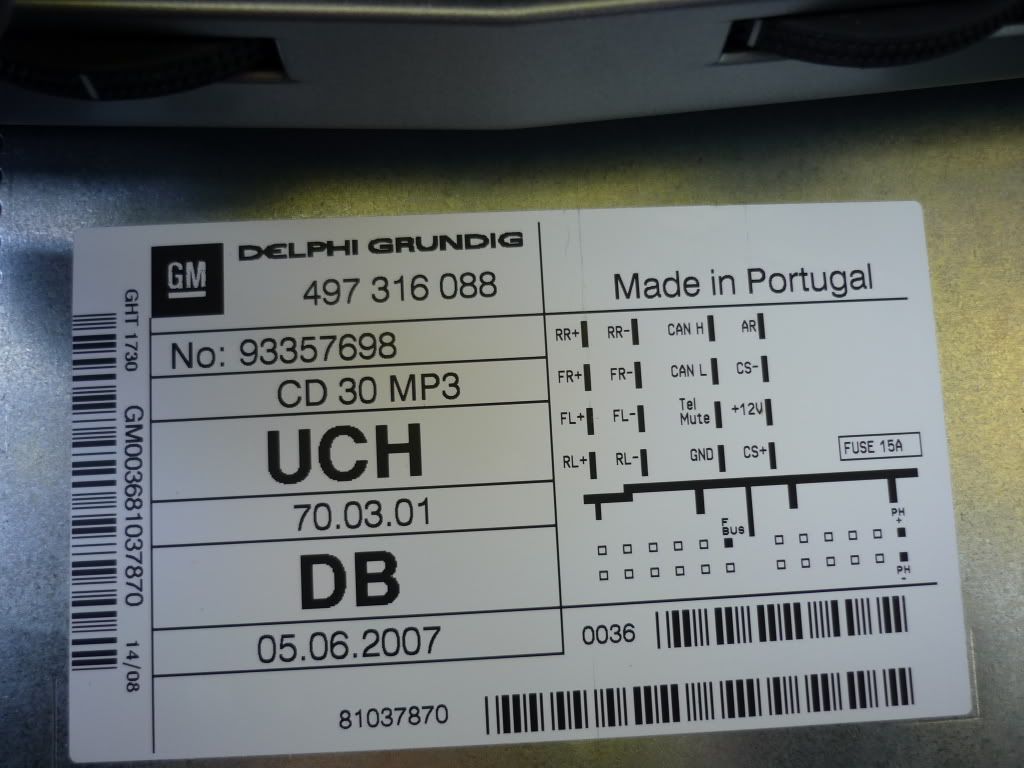 GM
DELPHI GRUNDIG
497 316 088
Made in Portugal
No: 93357698
CD 30 MP3
UCH
70.03.01
DB
05.06.2007
RR+ RR- CAN H AR
FR+ FR- CAN L CS-
FL+ FL- Tel Mute +12V
RL+ RL- GND CS+
FUSE 15A
F BUS
PH +
PH -
0036
81037870
GHT 1730 GM003681037870 14/08